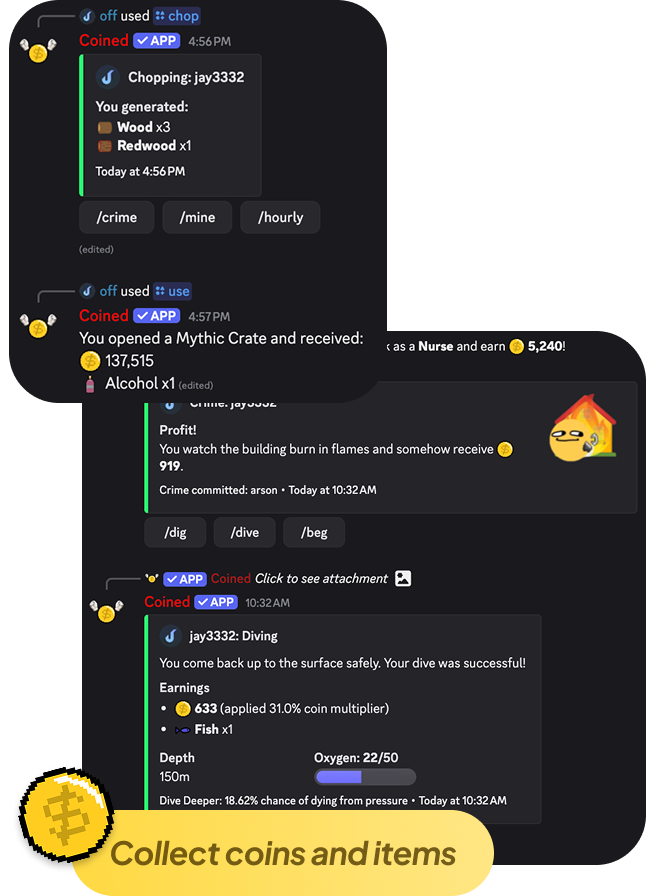 off used chop
Coined ✓ APP 4:56 PM
Chopping: jay3332
You generated:
Wood x3
Redwood x1
Today at 4:56 PM
/crime /mine /hourly
(edited)
off used use
Coined ✓ APP 4:57 PM
You opened a Mythic Crate and received:
137,515
Alcohol x1 (edited)
as a Nurse and earn 5,240!
Crime: jay3332
Profit!
You watch the building burn in flames and somehow receive
919.
Crime committed: arson • Today at 10:32 AM
/dig /dive /beg
✓ APP Coined Click to see attachment
Coined ✓ APP 10:32 AM
jay3332: Diving
You come back up to the surface safely. Your dive was successful!
Earnings
• 633 (applied 31.0% coin multiplier)
• Fish x1
Depth Oxygen: 22/50
150m
Dive Deeper: 18.62% chance of dying from pressure • Today at 10:32 AM
Collect coins and items